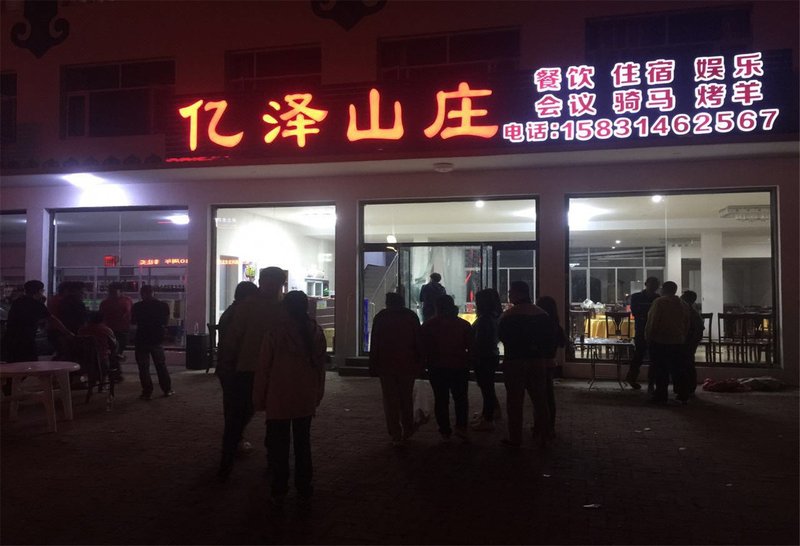 亿泽山庄
餐饮 住宿 娱乐
会议 骑马 烤羊
电话:15831462567